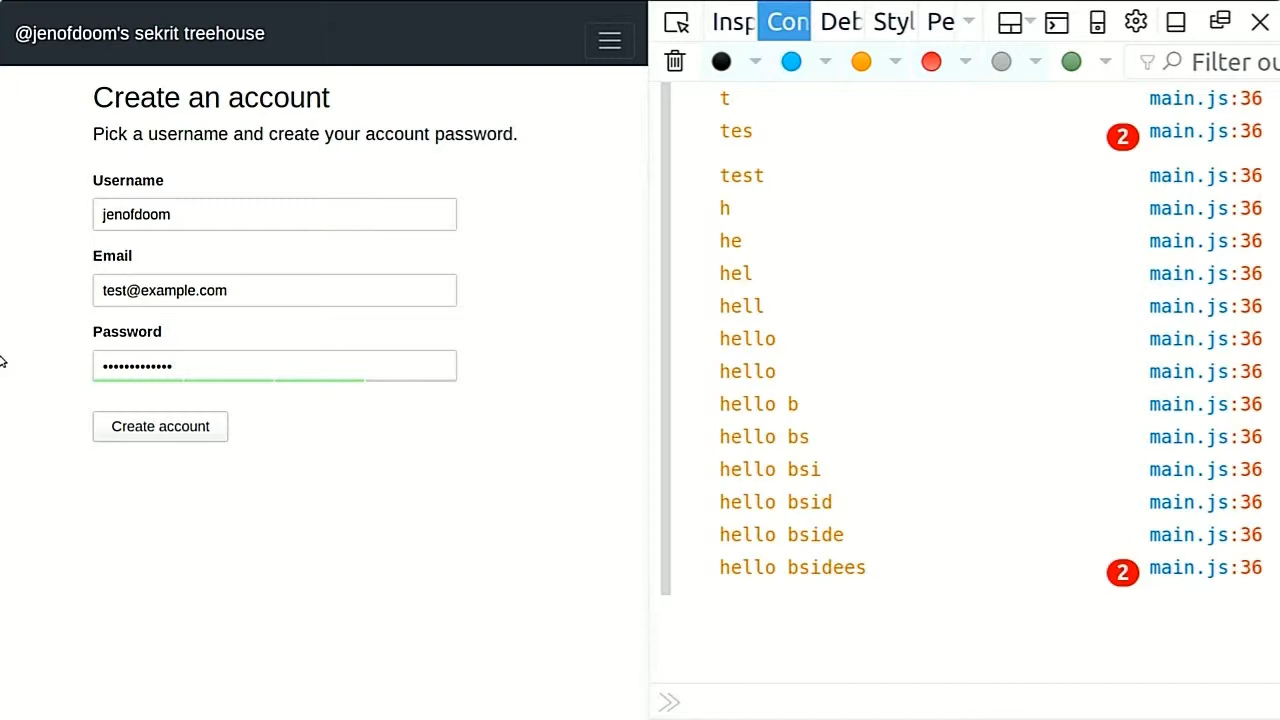 @jenofdoom's sekrit treehouse
Create an account
Pick a username and create your account password.
Username
jenofdoom
Email
test@example.com
Password
•••••••••••••
Create account
Insp Con Deb Styl Pe
Filter ou
t main.js:36
tes 2 main.js:36
test main.js:36
h main.js:36
he main.js:36
hel main.js:36
hell main.js:36
hello main.js:36
hello main.js:36
hello b main.js:36
hello bs main.js:36
hello bsi main.js:36
hello bsid main.js:36
hello bside main.js:36
hello bsidees 2 main.js:36